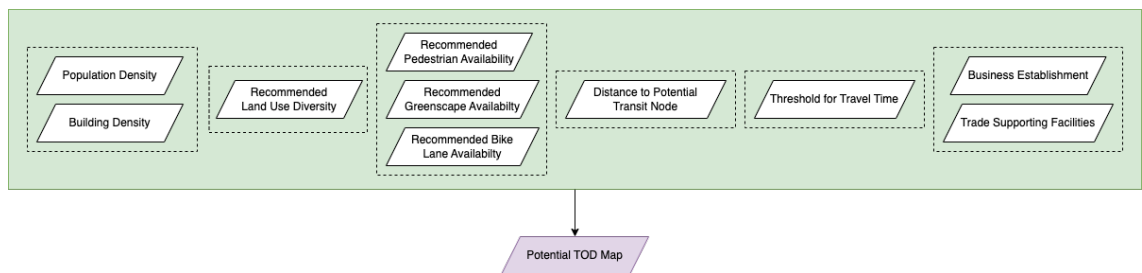 Population Density
Building Density
Recommended
Land Use Diversity
Recommended
Pedestrian Availability
Recommended
Greenscape Availabilty
Recommended Bike
Lane Availabilty
Distance to Potential
Transit Node
Threshold for Travel Time
Business Establishment
Trade Supporting Facilities
Potential TOD Map